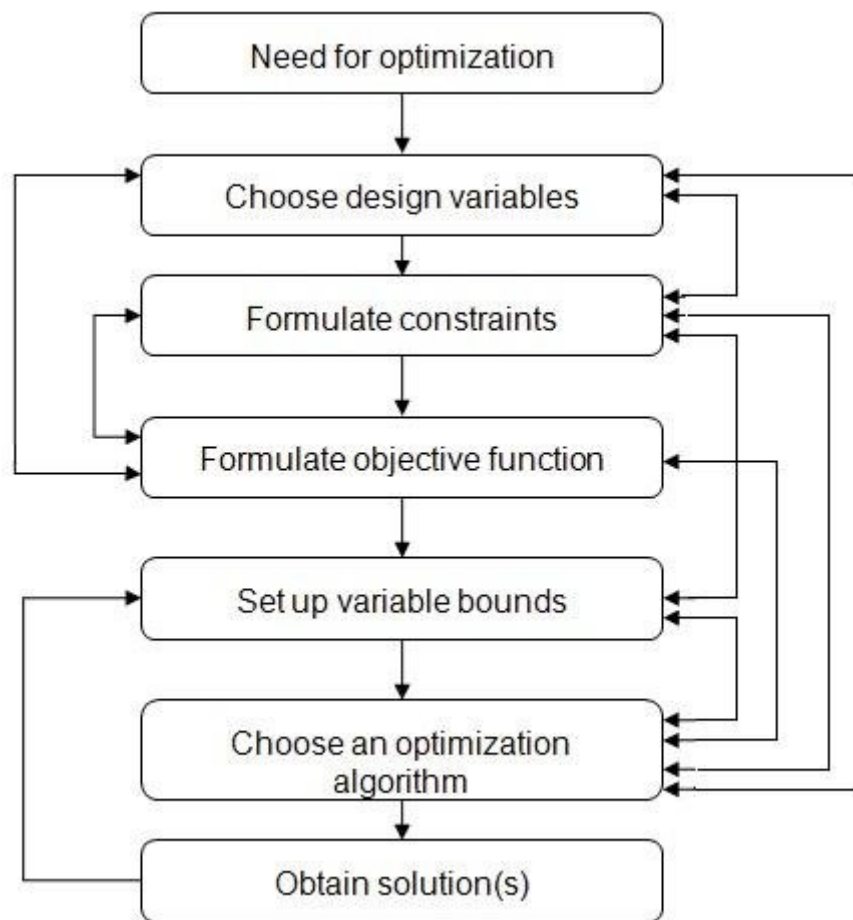 Need for optimization
Choose design variables
Formulate constraints
Formulate objective function
Set up variable bounds
Choose an optimization
algorithm
Obtain solution(s)